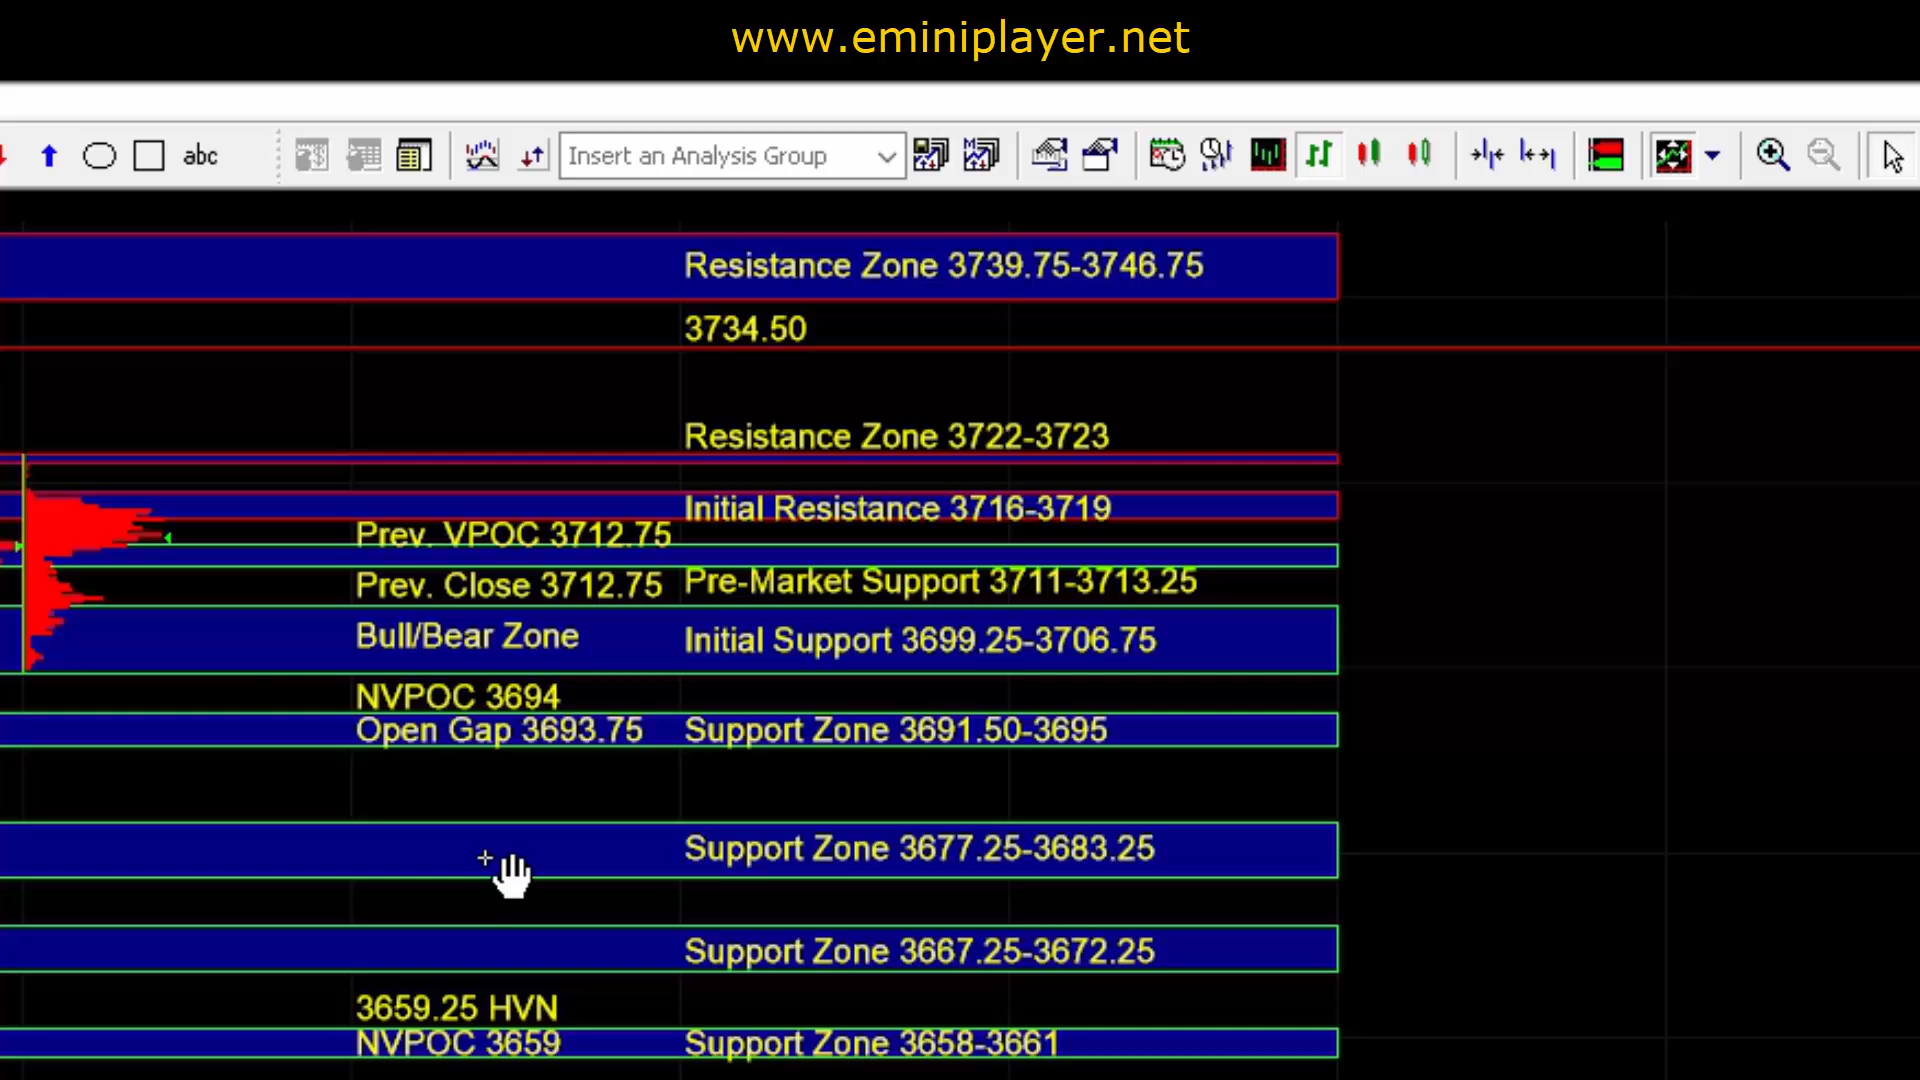 www.eminiplayer.net
abc
Insert an Analysis Group
Resistance Zone 3739.75-3746.75
3734.50
Resistance Zone 3722-3723
Initial Resistance 3716-3719
Prev. VPOC 3712.75
Prev. Close 3712.75 Pre-Market Support 3711-3713.25
Bull/Bear Zone Initial Support 3699.25-3706.75
NVPOC 3694
Open Gap 3693.75 Support Zone 3691.50-3695
Support Zone 3677.25-3683.25
Support Zone 3667.25-3672.25
3659.25 HVN
NVPOC 3659 Support Zone 3658-3661